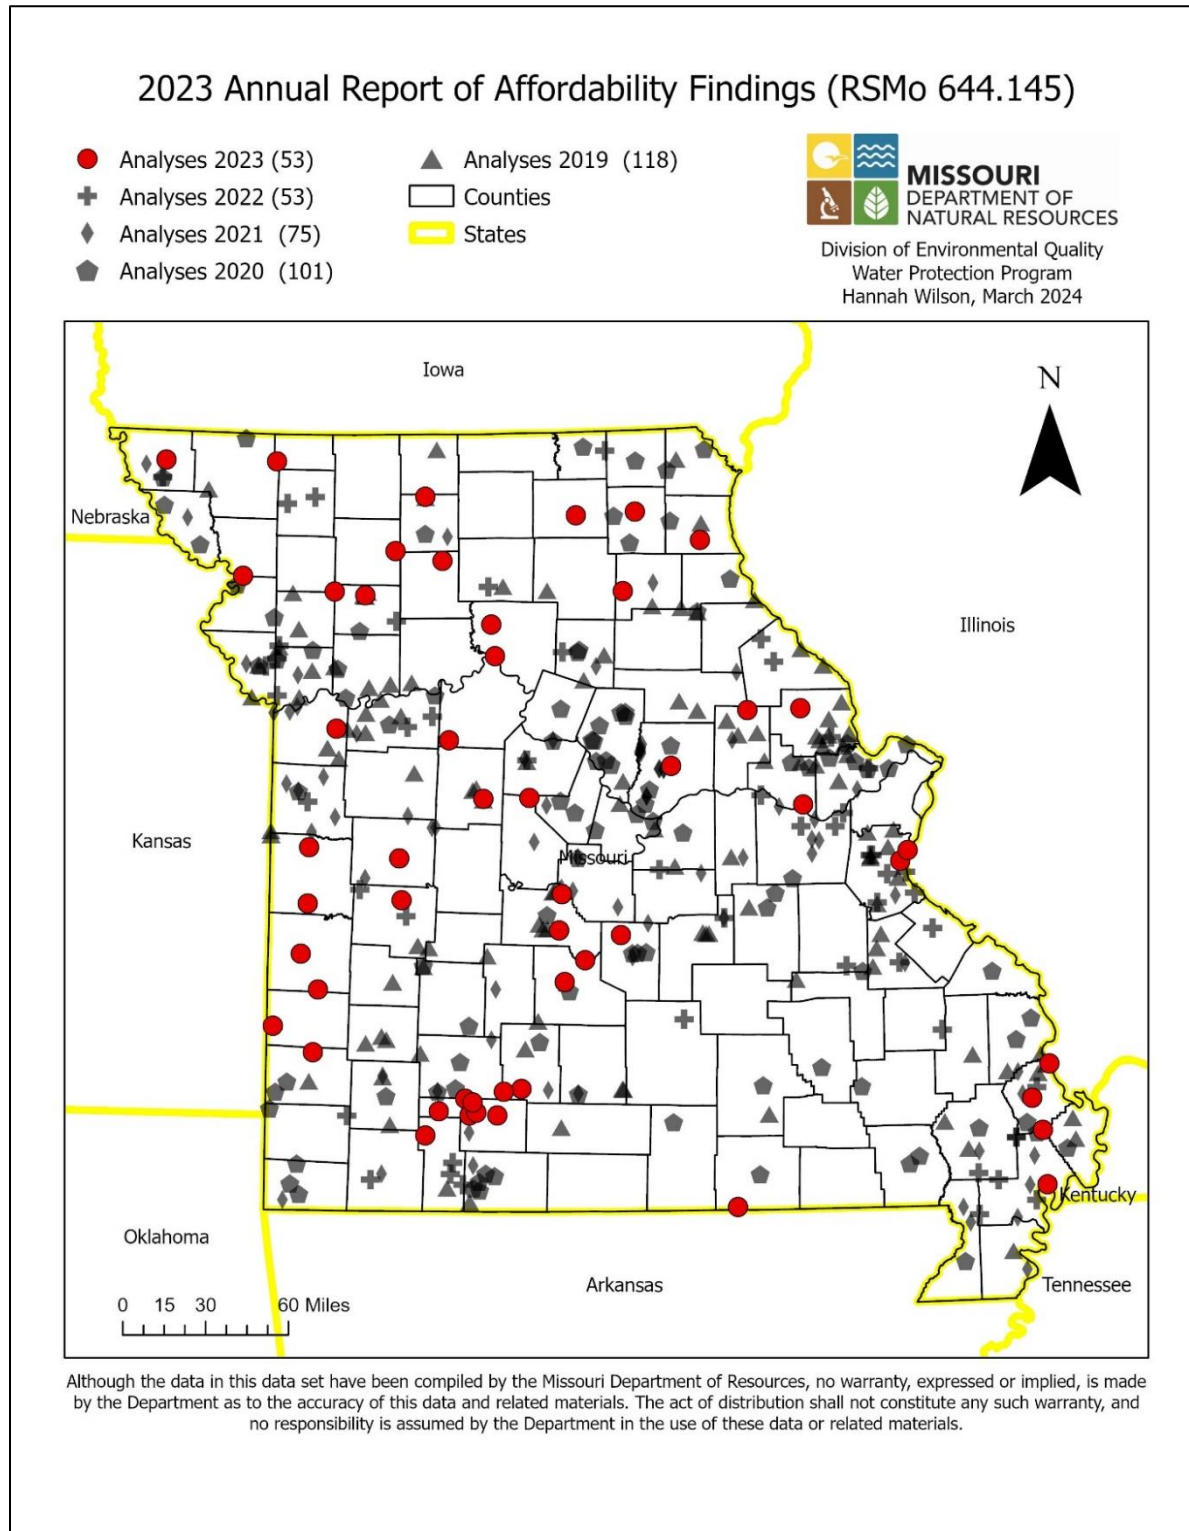 2023 Annual Report of Affordability Findings (RSMo 644.145)
Analyses 2023 (53)
Analyses 2022 (53)
Analyses 2021 (75)
Analyses 2020 (101)
Analyses 2019 (118)
Counties
States
MISSOURI
DEPARTMENT OF
NATURAL RESOURCES
Division of Environmental Quality
Water Protection Program
Hannah Wilson, March 2024
Iowa
N
Nebraska
Illinois
Kansas
Missouri
Kentucky
Oklahoma
Arkansas
Tennessee
0 15 30 60 Miles
Although the data in this data set have been compiled by the Missouri Department of Resources, no warranty, expressed or implied, is made
by the Department as to the accuracy of this data and related materials. The act of distribution shall not constitute any such warranty, and
no responsibility is assumed by the Department in the use of these data or related materials.